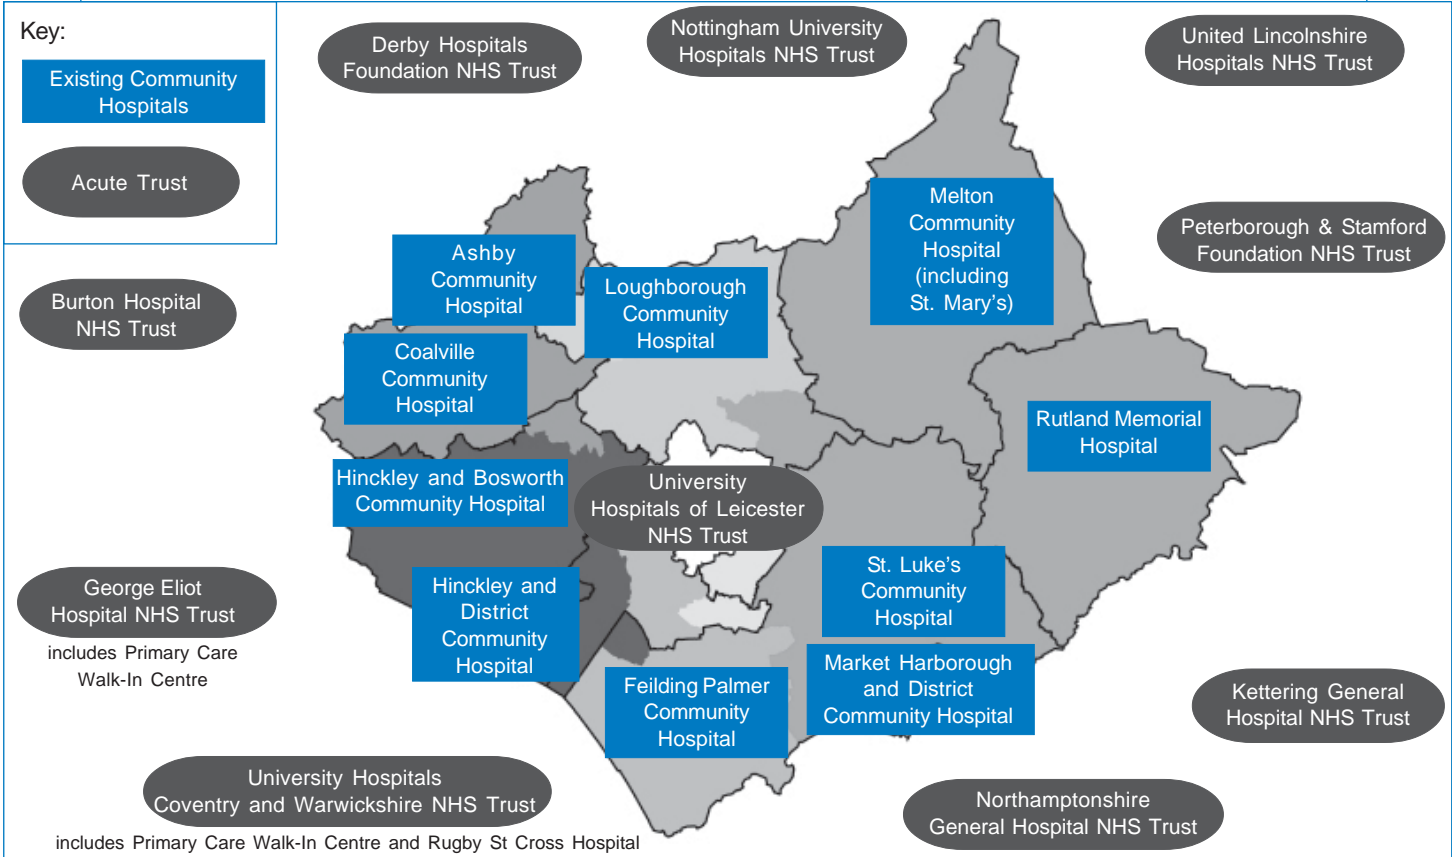 Key:
Existing Community
Hospitals
Acute Trust
Derby Hospitals
Foundation NHS Trust
Nottingham University
Hospitals NHS Trust
United Lincolnshire
Hospitals NHS Trust
Melton
Community
Hospital
(including
St. Mary's)
Peterborough & Stamford
Foundation NHS Trust
Ashby
Community
Hospital
Loughborough
Community
Hospital
Burton Hospital
NHS Trust
Coalville
Community
Hospital
Rutland Memorial
Hospital
Hinckley and Bosworth
Community Hospital
University
Hospitals of Leicester
NHS Trust
George Eliot
Hospital NHS Trust
includes Primary Care
Walk-In Centre
Hinckley and
District
Community
Hospital
St. Luke's
Community
Hospital
Feilding Palmer
Community
Hospital
Market Harborough
and District
Community Hospital
Kettering General
Hospital NHS Trust
University Hospitals
Coventry and Warwickshire NHS Trust
includes Primary Care Walk-In Centre and Rugby St Cross Hospital
Northamptonshire
General Hospital NHS Trust